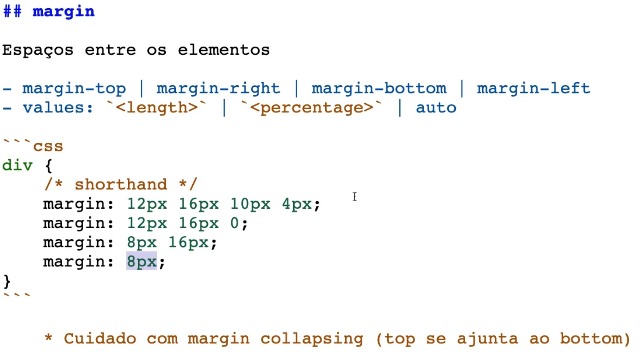 ## margin
Espaços entre os elementos
- margin-top | margin-right | margin-bottom | margin-left
- values: `<length>` | `<percentage>` | auto
```css
div {
    /* shorthand */
    margin: 12px 16px 10px 4px;
    margin: 12px 16px 0;
    margin: 8px 16px;
    margin: 8px;
}
```
    * Cuidado com margin collapsing (top se ajunta ao bottom)